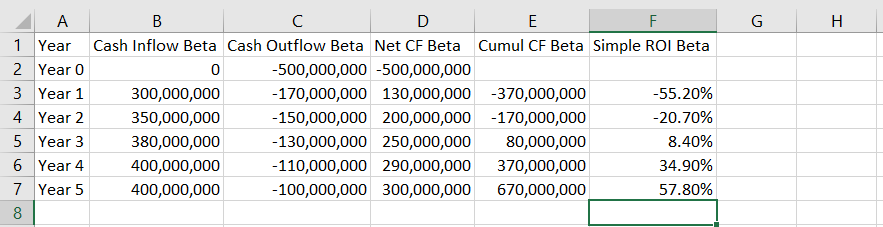 A B C D E F G H
1 Year Cash Inflow Beta Cash Outflow Beta Net CF Beta Cumul CF Beta Simple ROI Beta
2 Year 0 0 -500,000,000 -500,000,000
3 Year 1 300,000,000 -170,000,000 130,000,000 -370,000,000 -55.20%
4 Year 2 350,000,000 -150,000,000 200,000,000 -170,000,000 -20.70%
5 Year 3 380,000,000 -130,000,000 250,000,000 80,000,000 8.40%
6 Year 4 400,000,000 -110,000,000 290,000,000 370,000,000 34.90%
7 Year 5 400,000,000 -100,000,000 300,000,000 670,000,000 57.80%
8